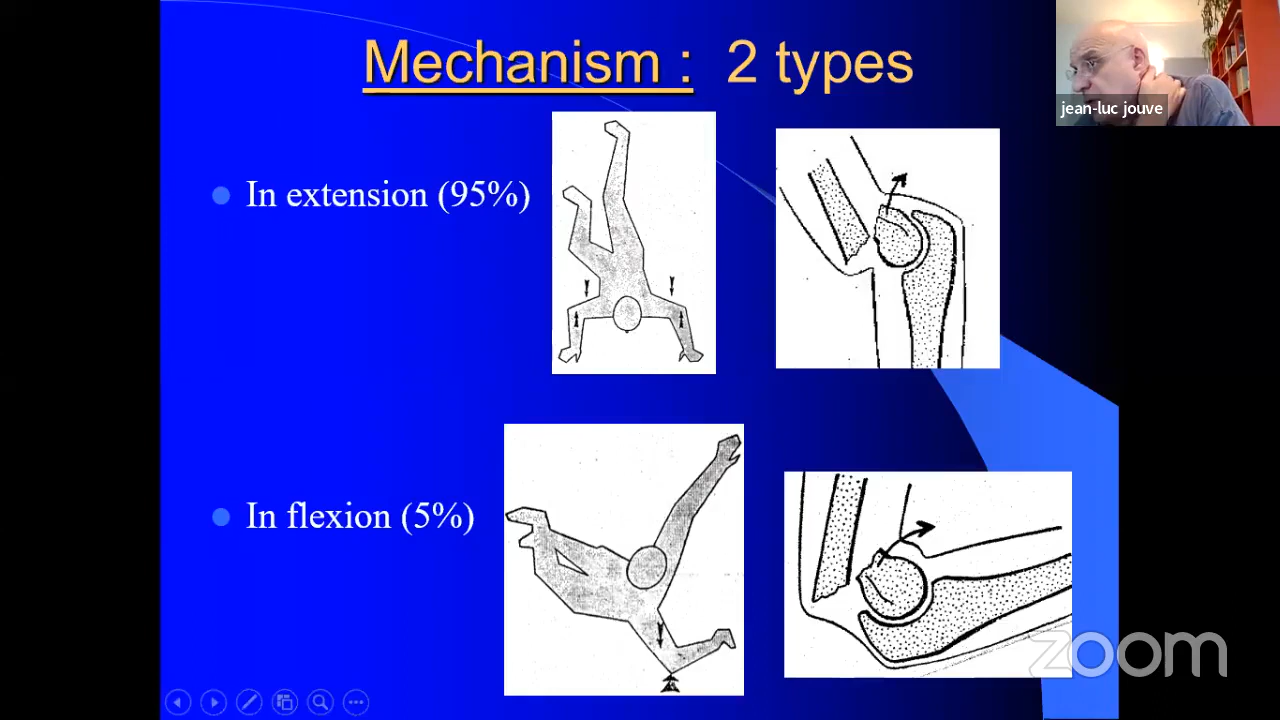 Mechanism : 2 types
jean-luc jouve
In extension (95%)
In flexion (5%)
zoom